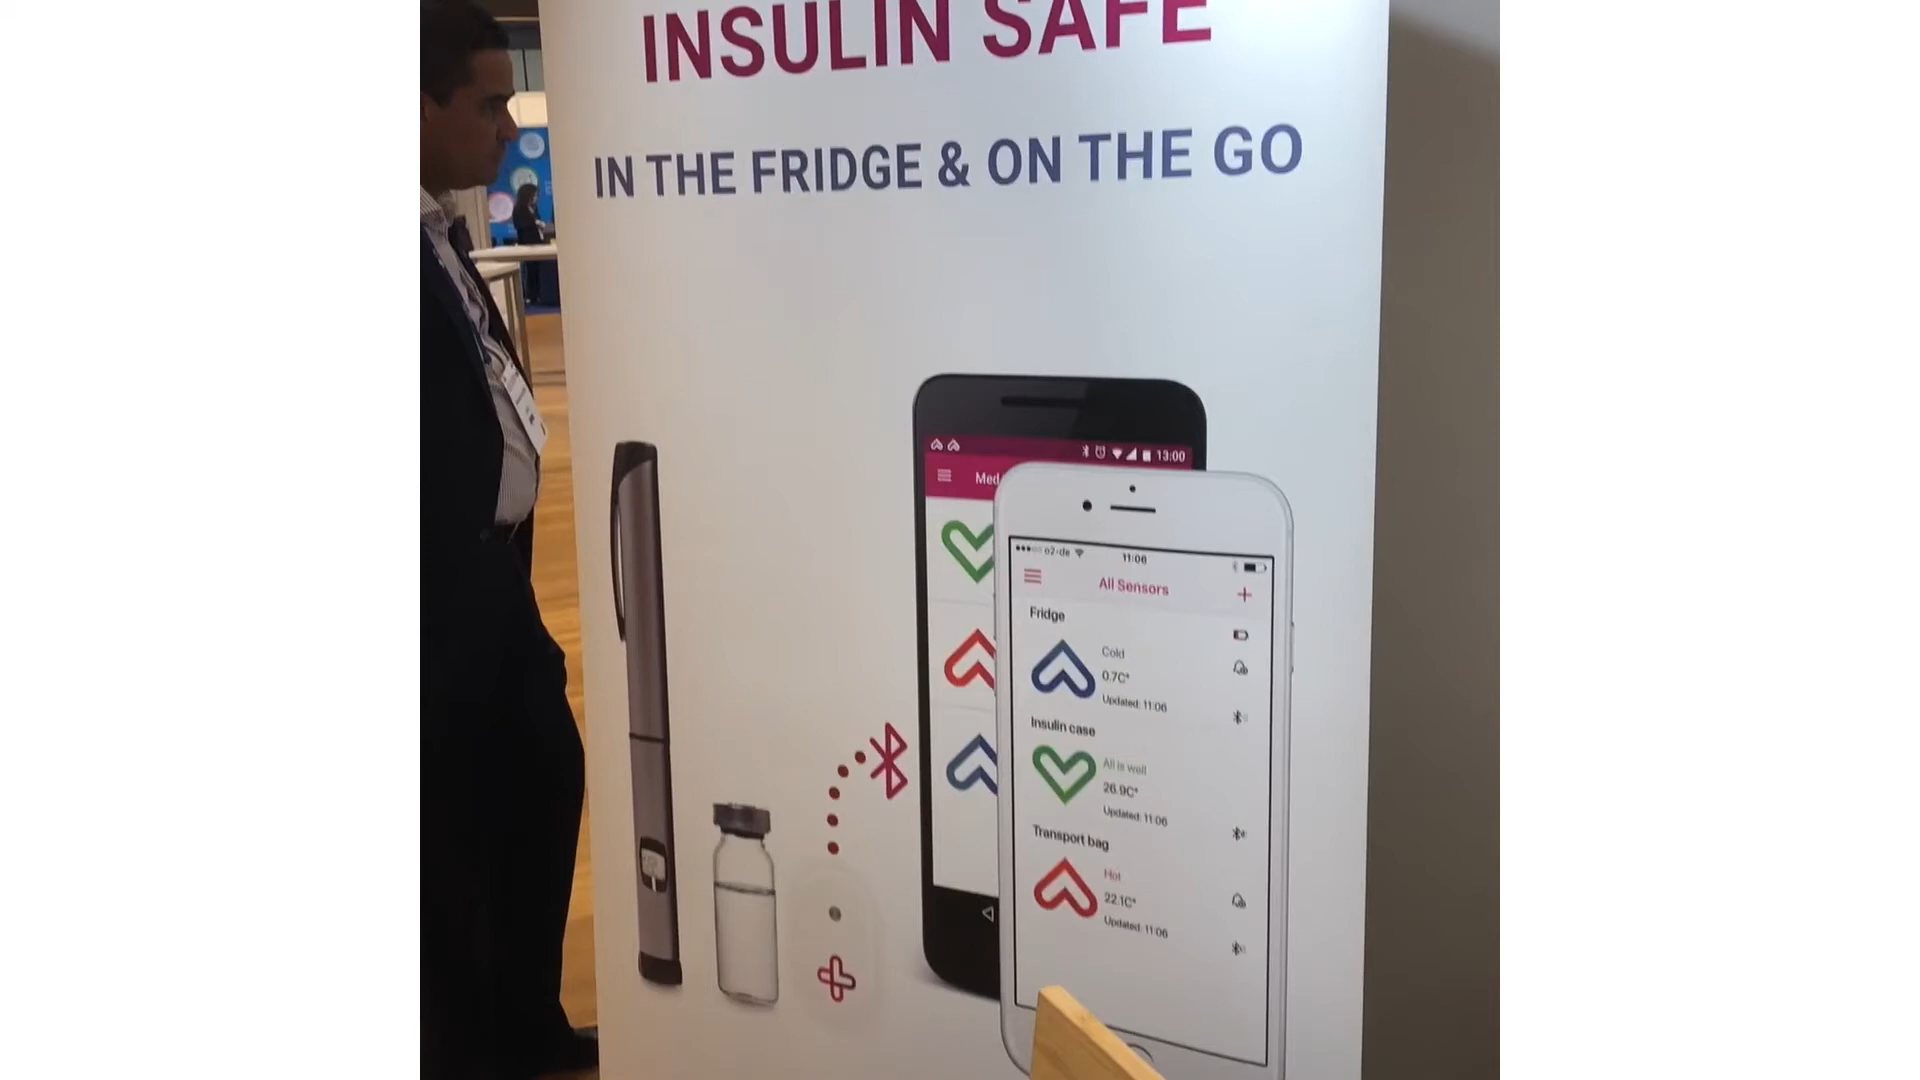 INSULIN SAFE
IN THE FRIDGE & ON THE GO
13:00
Med
o2-de
11:06
All Sensors
+
Fridge
Cold
0.7C°
Updated: 11:06
Insulin case
All is well
26.9C°
Updated: 11:06
Transport bag
Hot
22.1C°
Updated: 11:06